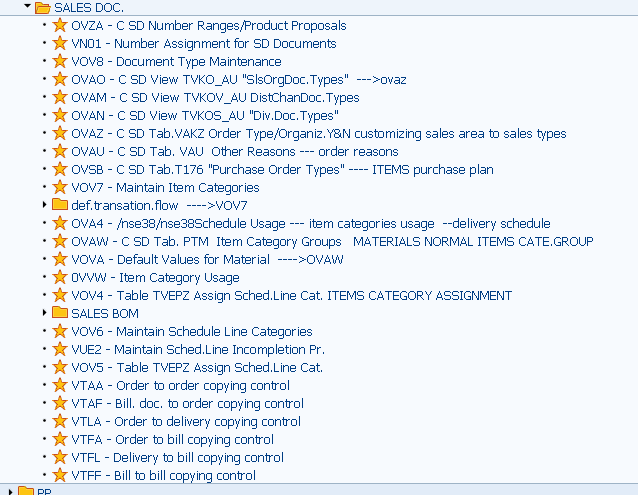 SALES DOC.
OVZA - C SD Number Ranges/Product Proposals
VN01 - Number Assignment for SD Documents
VOV8 - Document Type Maintenance
OVAO - C SD View TVKO_AU "SlsOrgDoc.Types" --->ovaz
OVAM - C SD View TVKOV_AU DistChanDoc.Types
OVAN - C SD View TVKOS_AU "Div.Doc.Types"
OVAZ - C SD Tab.VAKZ Order Type/Organiz.Y&N customizing sales area to sales types
OVAU - C SD Tab. VAU Other Reasons --- order reasons
OVSB - C SD Tab.T176 "Purchase Order Types" ---- ITEMS purchase plan
VOV7 - Maintain Item Categories
def.transation.flow ---->VOV7
OVA4 - /nse38/nse38Schedule Usage --- item categories usage --delivery schedule
OVAW - C SD Tab. PTM Item Category Groups MATERIALS NORMAL ITEMS CATE.GROUP
VOVA - Default Values for Material ---->OVAW
0VVW - Item Category Usage
VOV4 - Table TVEPZ Assign Sched.Line Cat. ITEMS CATEGORY ASSIGNMENT
SALES BOM
VOV6 - Maintain Schedule Line Categories
VUE2 - Maintain Sched.Line Incompletion Pr.
VOV5 - Table TVEPZ Assign Sched.Line Cat.
VTAA - Order to order copying control
VTAF - Bill. doc. to order copying control
VTLA - Order to delivery copying control
VTFA - Order to bill copying control
VTFL - Delivery to bill copying control
VTFF - Bill to bill copying control
PP